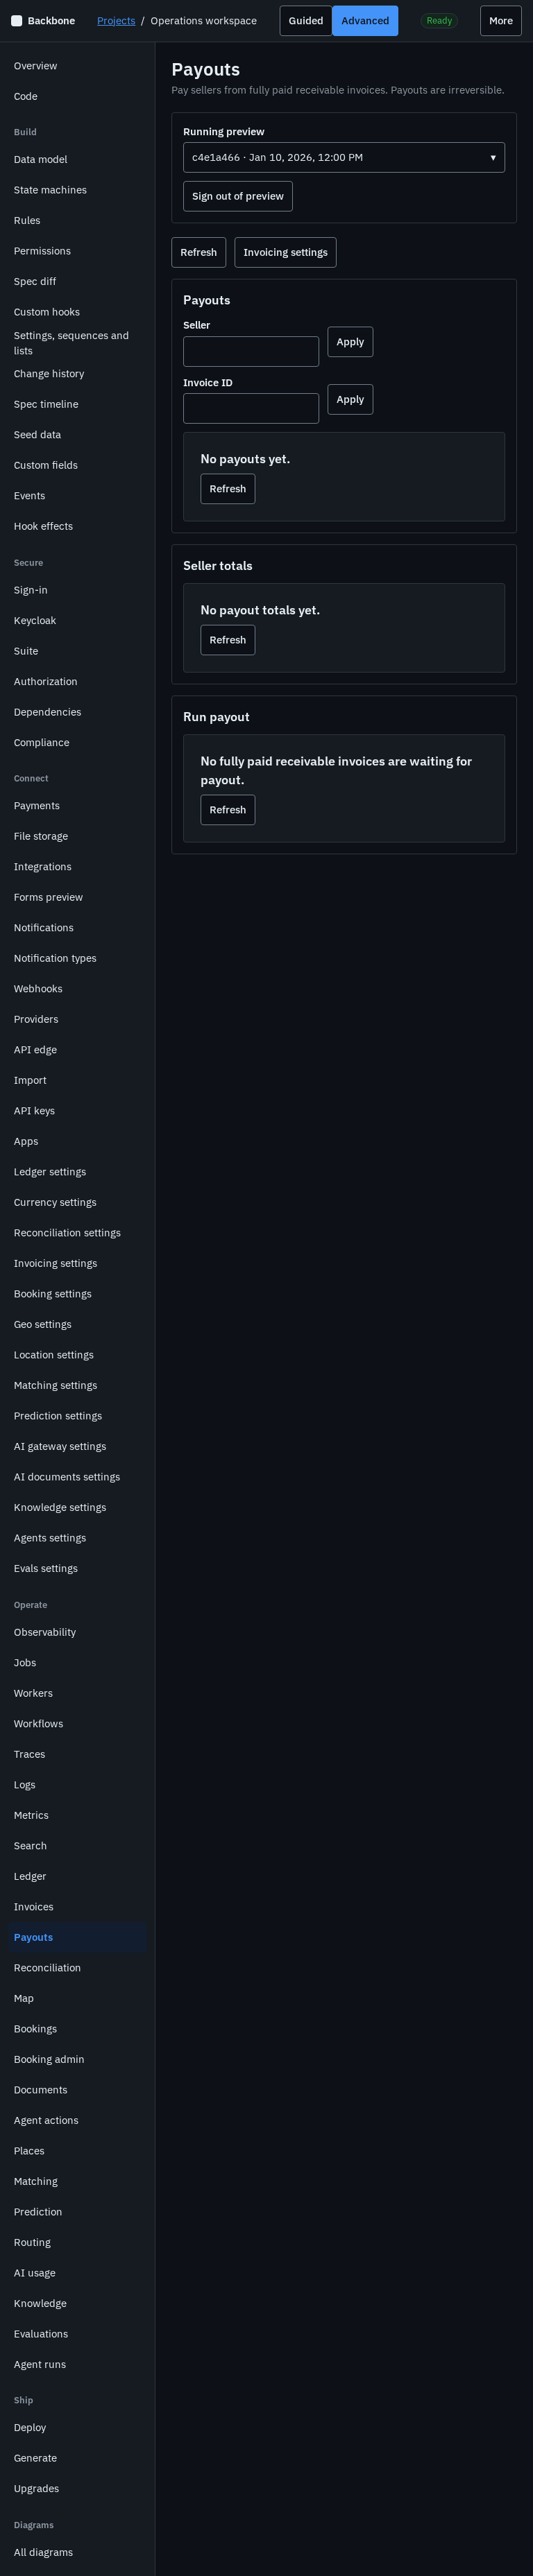 Backbone
Projects / Operations workspace
Guided
Advanced
Ready
More
Overview
Code
Build
Data model
State machines
Rules
Permissions
Spec diff
Custom hooks
Settings, sequences and
lists
Change history
Spec timeline
Seed data
Custom fields
Events
Hook effects
Secure
Sign-in
Keycloak
Suite
Authorization
Dependencies
Compliance
Connect
Payments
File storage
Integrations
Forms preview
Notifications
Notification types
Webhooks
Providers
API edge
Import
API keys
Apps
Ledger settings
Currency settings
Reconciliation settings
Invoicing settings
Booking settings
Geo settings
Location settings
Matching settings
Prediction settings
AI gateway settings
AI documents settings
Knowledge settings
Agents settings
Evals settings
Operate
Observability
Jobs
Workers
Workflows
Traces
Logs
Metrics
Search
Ledger
Invoices
Payouts
Reconciliation
Map
Bookings
Booking admin
Documents
Agent actions
Places
Matching
Prediction
Routing
AI usage
Knowledge
Evaluations
Agent runs
Ship
Deploy
Generate
Upgrades
Diagrams
All diagrams
Payouts
Pay sellers from fully paid receivable invoices. Payouts are irreversible.
Running preview
c4e1a466 · Jan 10, 2026, 12:00 PM
Sign out of preview
Refresh
Invoicing settings
Payouts
Seller
Apply
Invoice ID
Apply
No payouts yet.
Refresh
Seller totals
No payout totals yet.
Refresh
Run payout
No fully paid receivable invoices are waiting for
payout.
Refresh